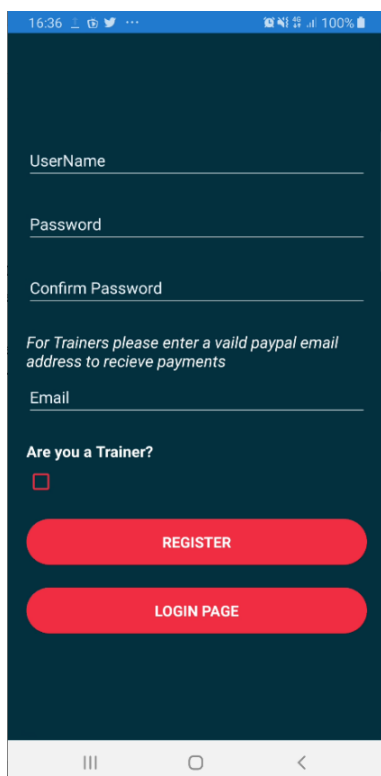 16:36 100%
UserName
Password
Confirm Password
For Trainers please enter a vaild paypal email
address to recieve payments
Email
Are you a Trainer?
REGISTER
LOGIN PAGE